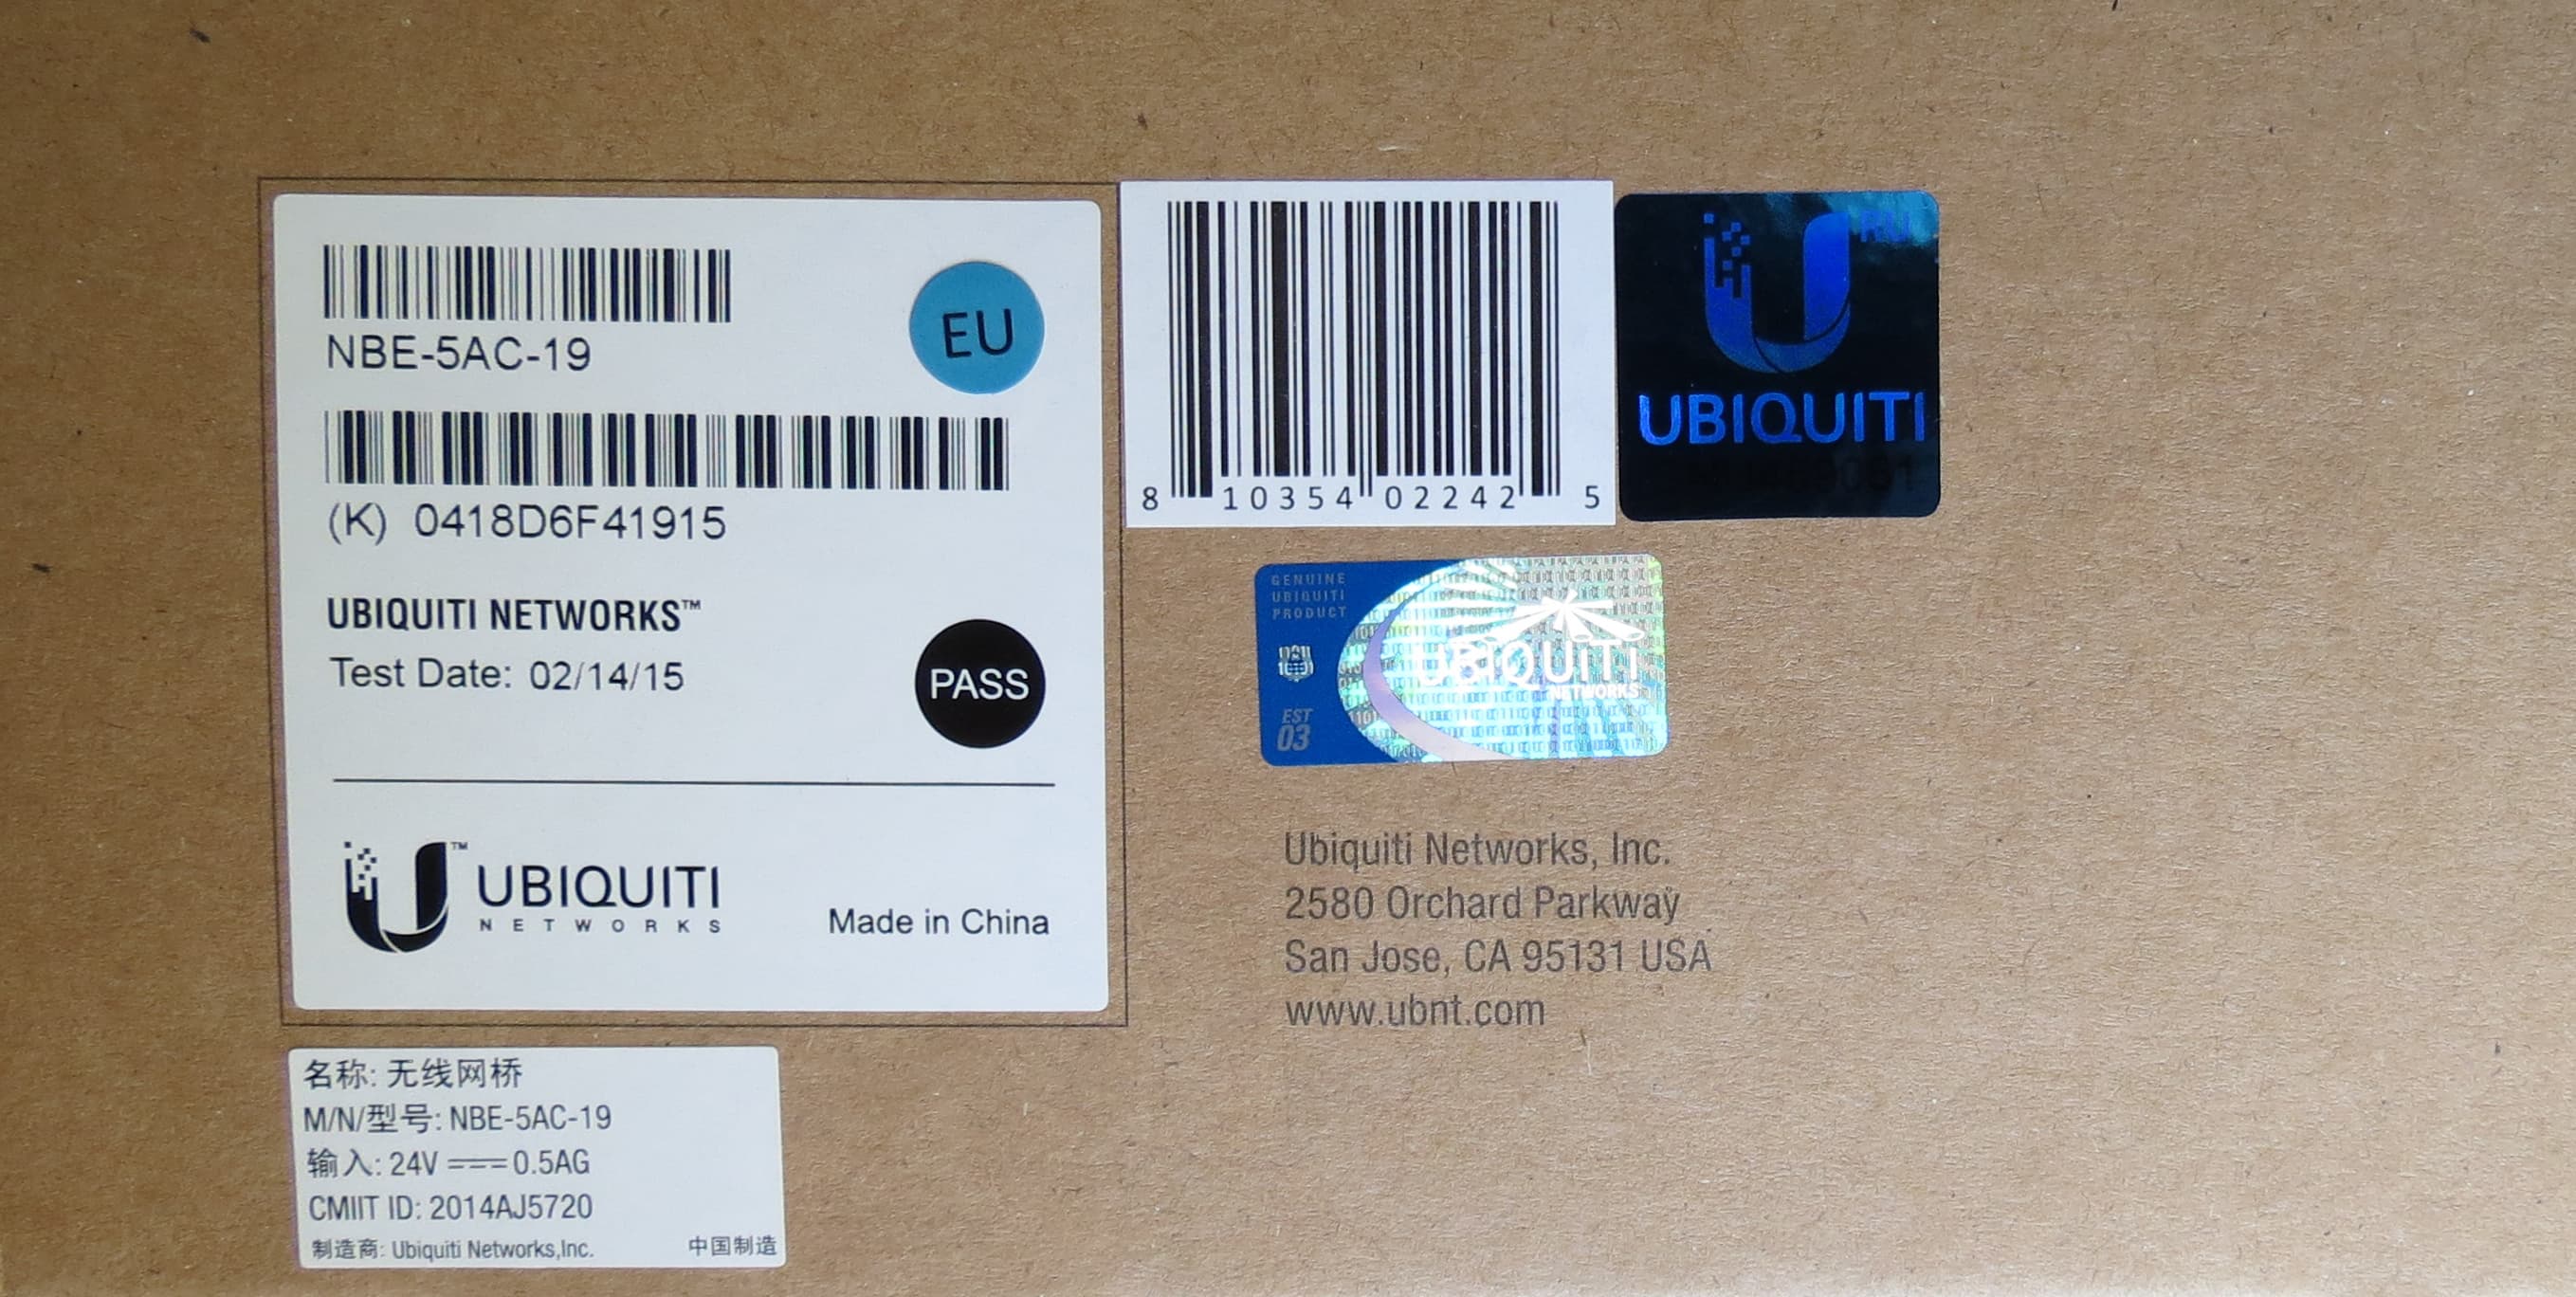 NBE-5AC-19
EU
(K) 0418D6F41915
UBIQUITI NETWORKS™
Test Date: 02/14/15
PASS
™
UBIQUITI
NETWORKS
Made in China
8 10354 02242 5
RU
UBIQUITI
GENUINE
UBIQUITI
PRODUCT
EST
03
UBIQUITI
NETWORKS
Ubiquiti Networks, Inc.
2580 Orchard Parkway
San Jose, CA 95131 USA
www.ubnt.com
名称: 无线网桥
M/N/型号: NBE-5AC-19
输入: 24V ⎓ 0.5AG
CMIIT ID: 2014AJ5720
制造商: Ubiquiti Networks,Inc.
中国制造